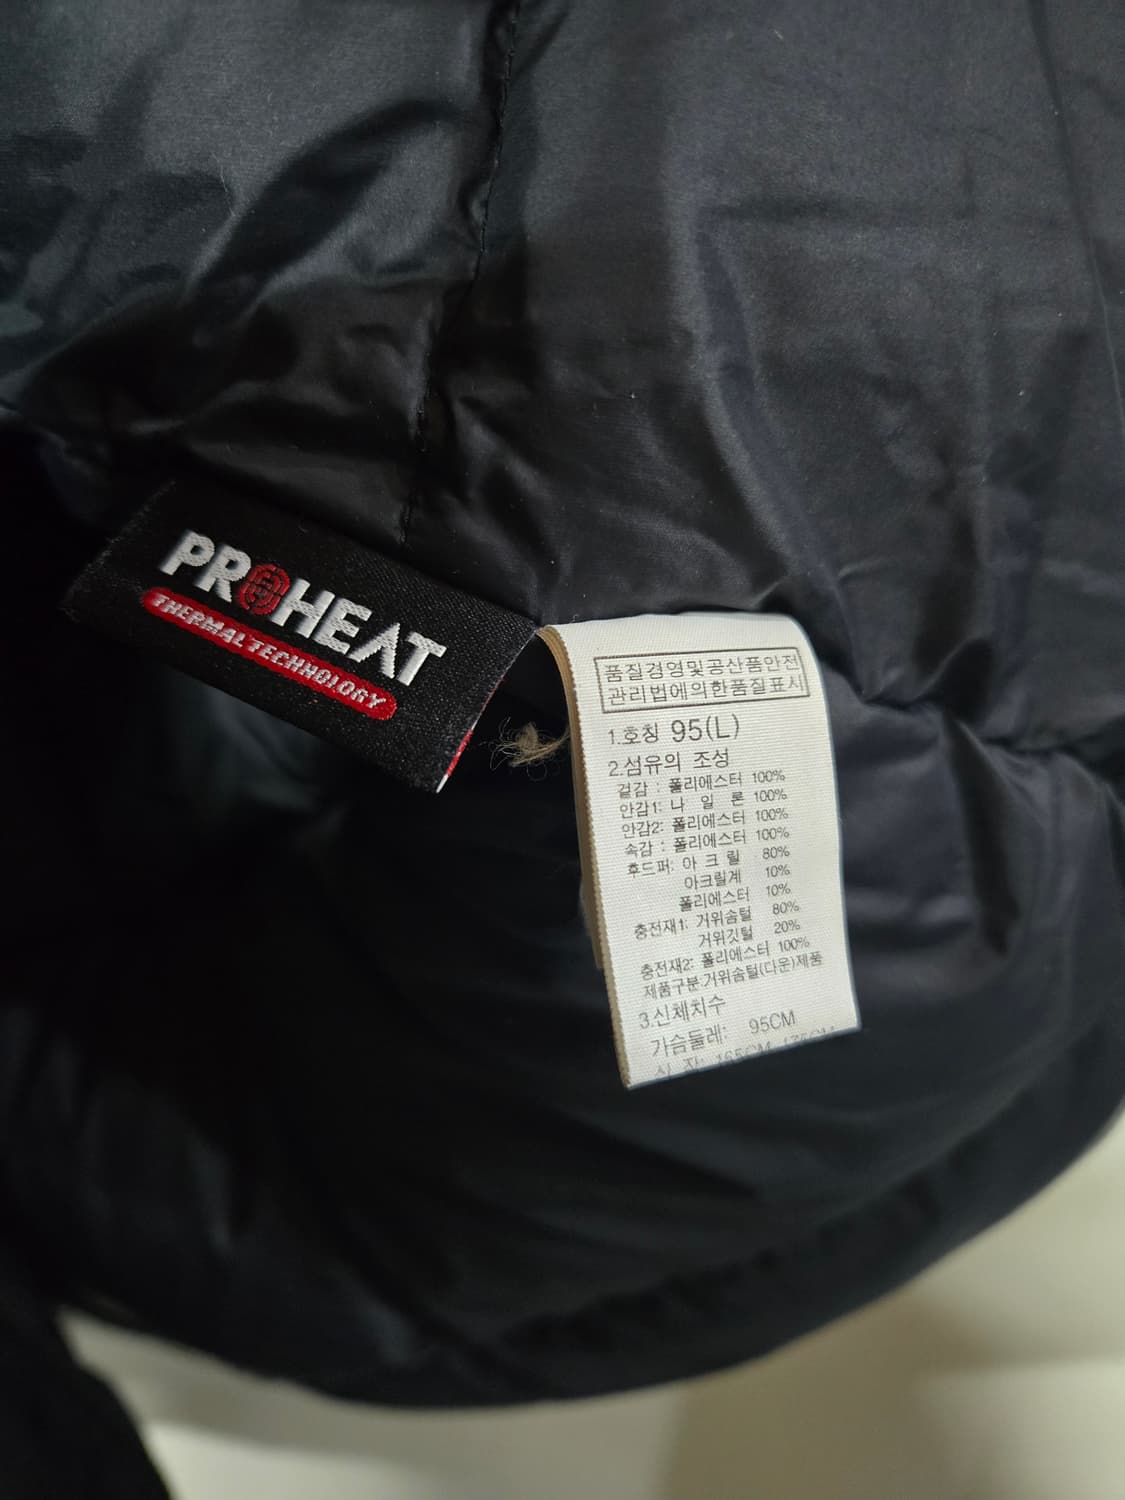 PROHEAT
THERMAL TECHNOLOGY
품질경영및공산품안전
관리법에의한품질표시
1.호칭 95(L)
2.섬유의 조성
겉감 : 폴리에스터 100%
안감1: 나 일 론 100%
안감2: 폴리에스터 100%
속감 : 폴리에스터 100%
후드퍼: 아 크 릴 80%
아크릴계 10%
폴리에스터 10%
충전재1: 거위솜털 80%
거위깃털 20%
충전재2: 폴리에스터 100%
제품구분:거위솜털(다운)제품
3.신체치수
가슴둘레: 95CM
신 장: 165CM 175CM